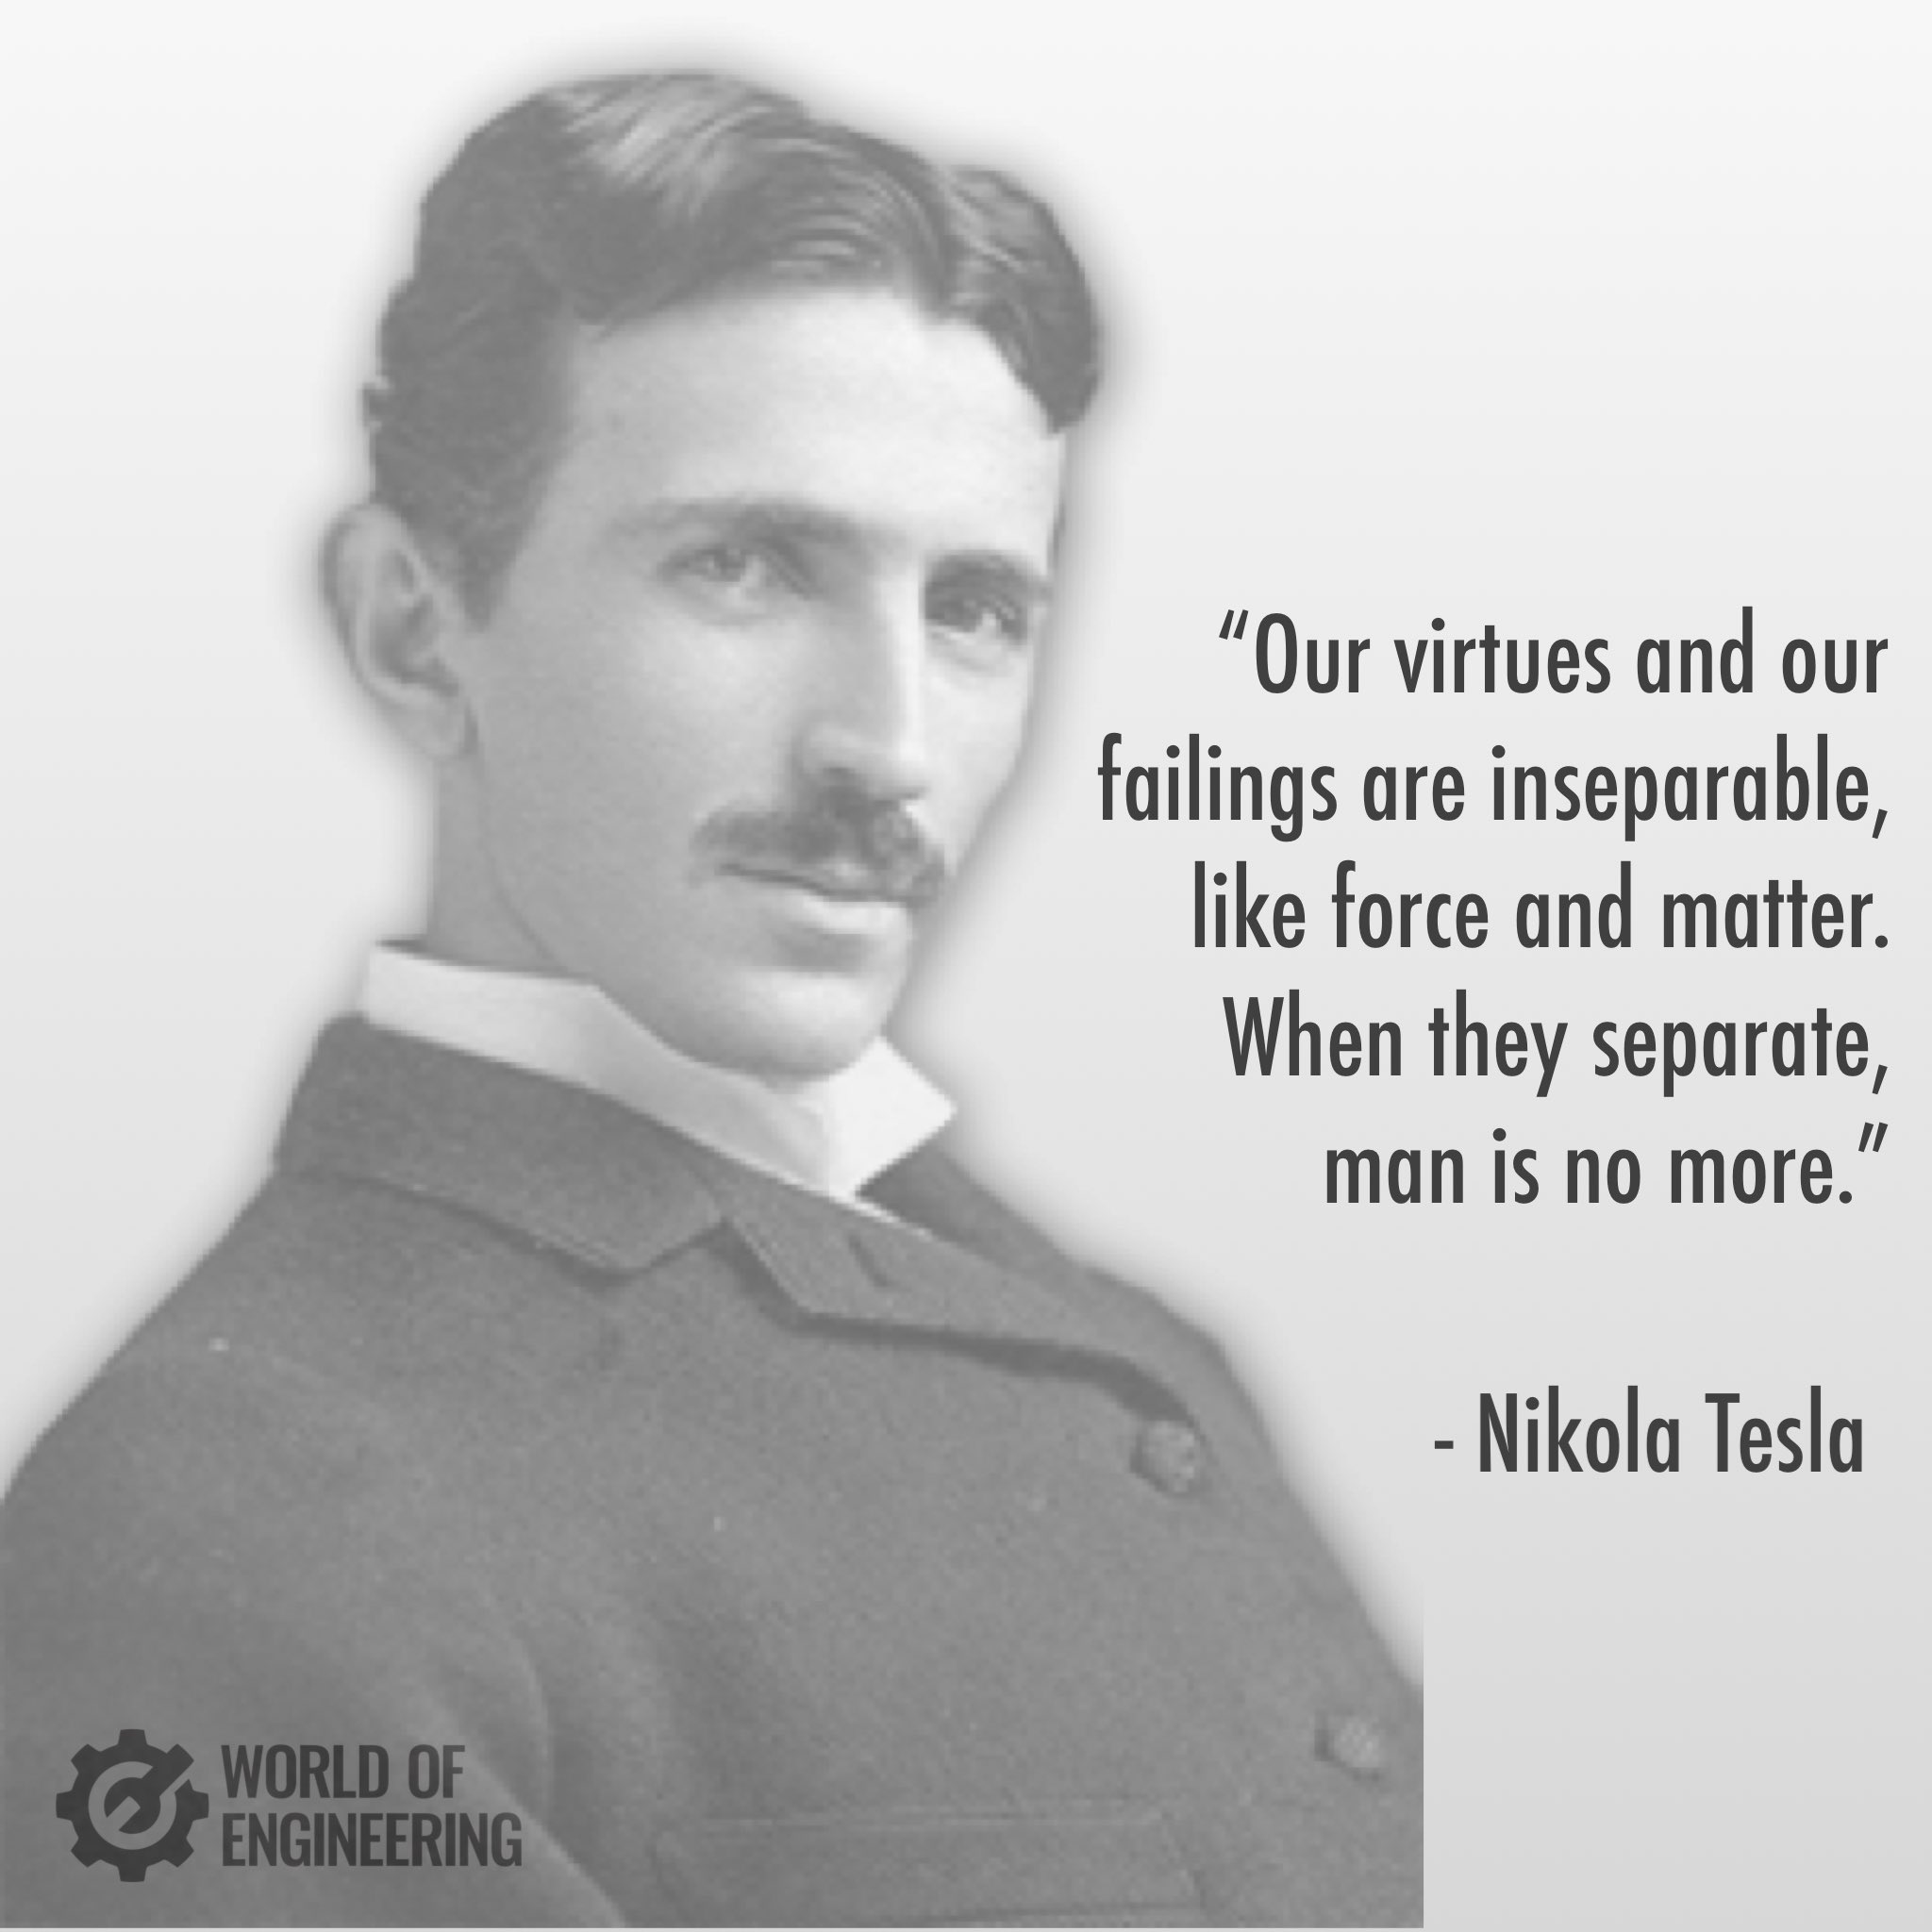 “Our virtues and our
failings are inseparable,
like force and matter.
When they separate,
man is no more.”
- Nikola Tesla
WORLD OF
ENGINEERING